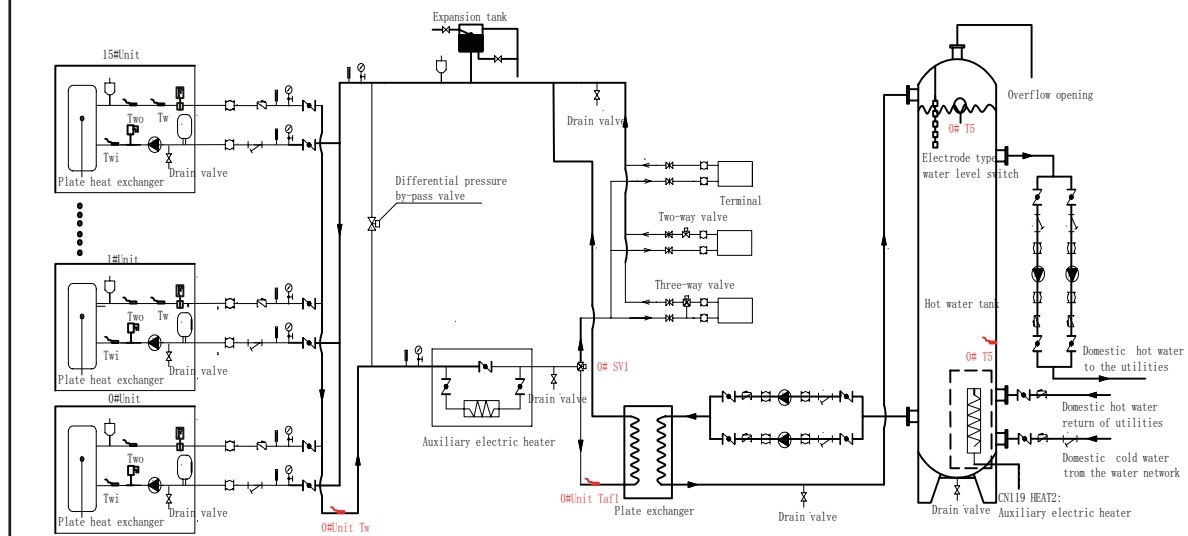 Expansion tank
15#Unit
Two
Tw
Twi
Drain valve
Plate heat exchanger
Drain valve
Overflow opening
0# T5
Electrode type
water level switch
Differential pressure
by-pass valve
Terminal
Two-way valve
1#Unit
Two
Tw
Twi
Drain valve
Plate heat exchanger
Three-way valve
Hot water tank
0# T5
0# SV1
Drain valve
Auxiliary electric heater
Domestic hot water
to the utilities
Domestic hot water
return of utilities
Domestic cold water
trom the water network
0#Unit
Two
Twi
Drain valve
Plate heat exchanger
0#Unit Tw
0#Unit Taf1
Plate exchanger
Drain valve
Drain valve
CN119 HEAT2:
Auxiliary electric heater